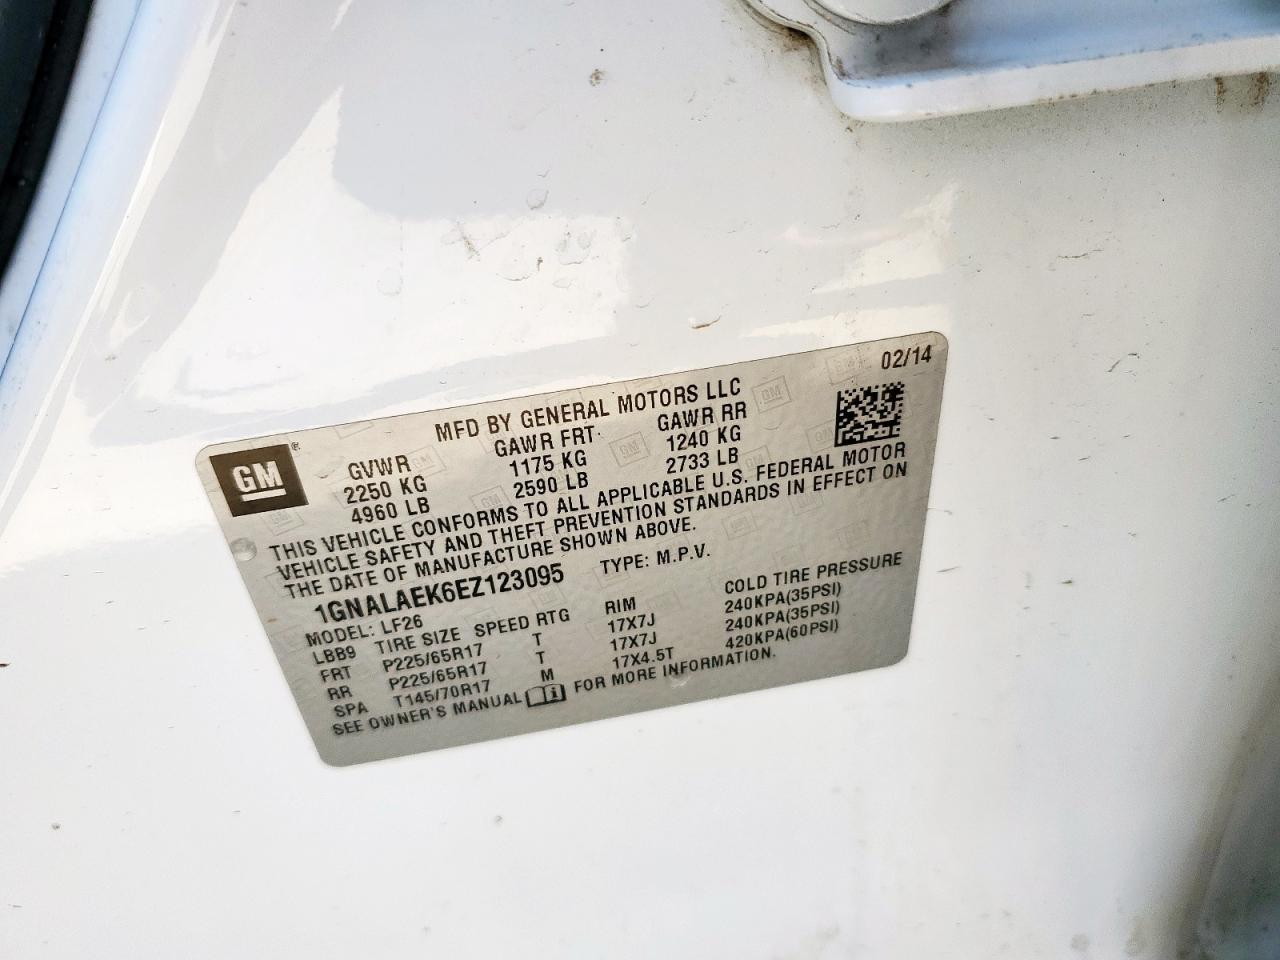 02/14
MFD BY GENERAL MOTORS LLC
GM®
GVWR GAWR FRT GAWR RR
2250 KG 1175 KG 1240 KG
4960 LB 2590 LB 2733 LB
THIS VEHICLE CONFORMS TO ALL APPLICABLE U.S. FEDERAL MOTOR
VEHICLE SAFETY AND THEFT PREVENTION STANDARDS IN EFFECT ON
THE DATE OF MANUFACTURE SHOWN ABOVE.
1GNALAEK6EZ123095 TYPE: M.P.V.
MODEL: LF26
LBB9 TIRE SIZE SPEED RTG RIM COLD TIRE PRESSURE
FRT P225/65R17 T 17X7J 240KPA(35PSI)
RR P225/65R17 T 17X7J 240KPA(35PSI)
SPA T145/70R17 M 17X4.5T 420KPA(60PSI)
SEE OWNER'S MANUAL FOR MORE INFORMATION.